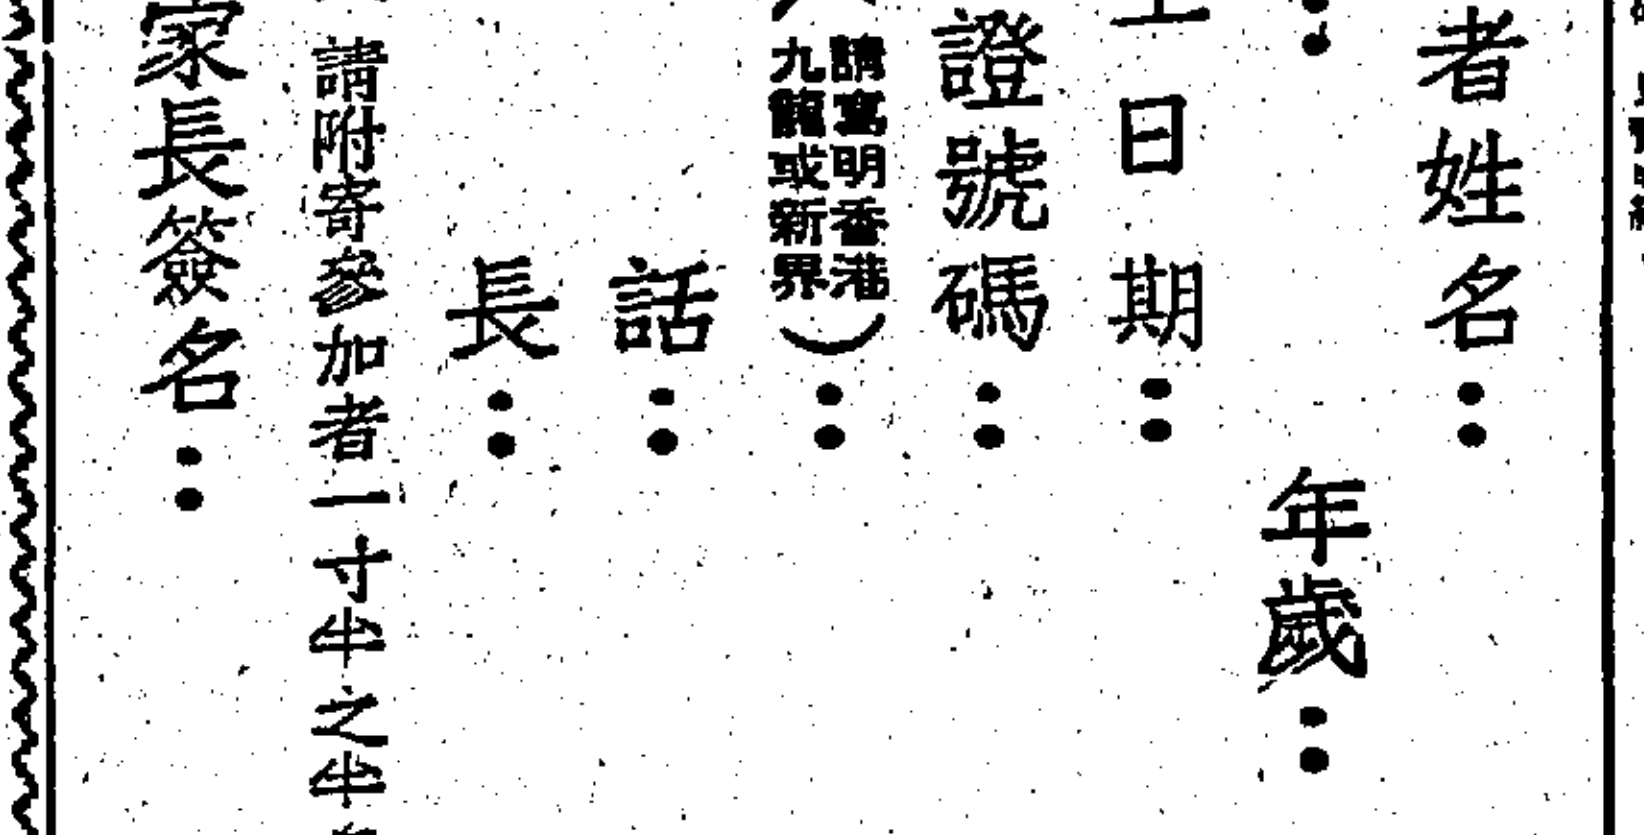 者姓名：
年歲：
日期：
證號碼：
請寫明香港
九龍或新界）：
話：
長：
請附寄參加者一寸半之半
家長簽名：